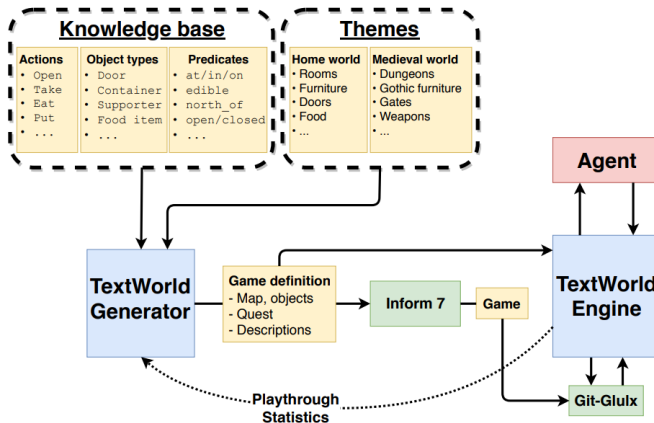 Knowledge base
Actions
• Open
• Take
• Eat
• Put
• ...
Object types
• Door
• Container
• Supporter
• Food item
• ...
Predicates
• at/in/on
• edible
• north_of
• open/closed
• ...
Themes
Home world
• Rooms
• Furniture
• Doors
• Food
• ...
Medieval world
• Dungeons
• Gothic furniture
• Gates
• Weapons
• ...
Agent
TextWorld
Generator
Game definition
- Map, objects
- Quest
- Descriptions
Inform 7
Game
TextWorld
Engine
Playthrough
Statistics
Git-Glulx